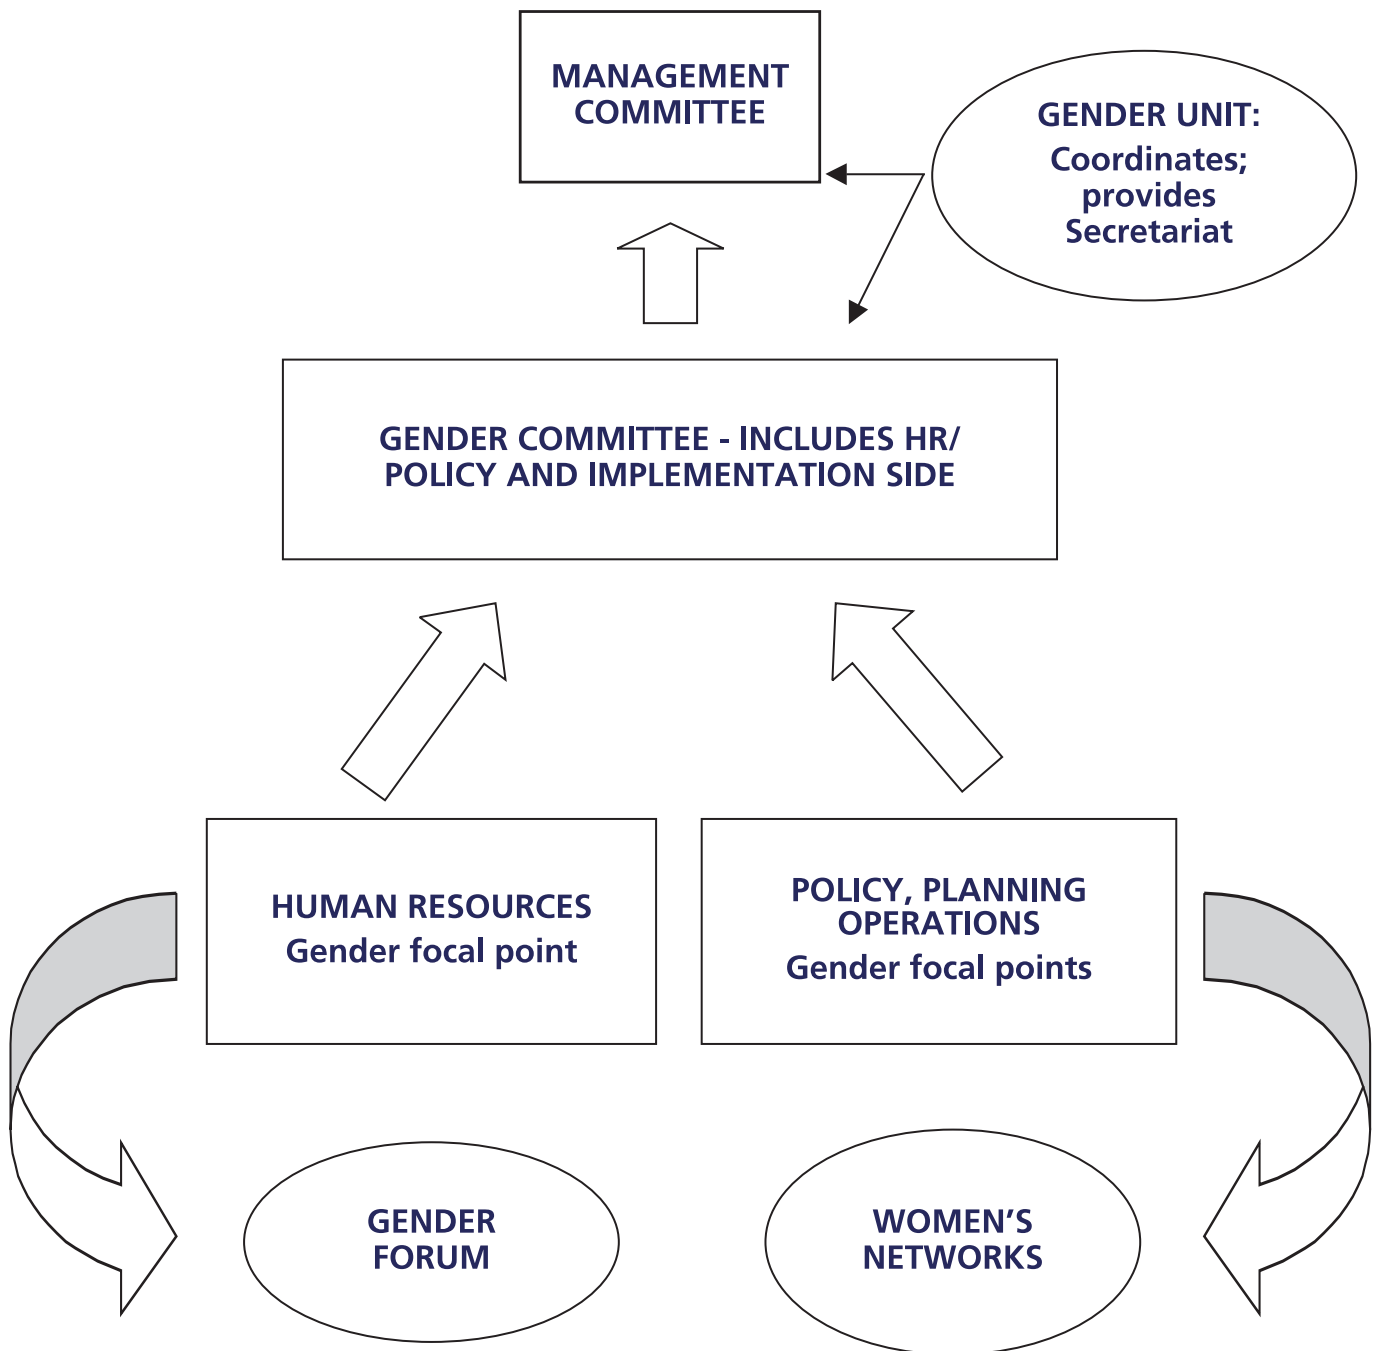 MANAGEMENT
COMMITTEE
GENDER UNIT:
Coordinates;
provides
Secretariat
GENDER COMMITTEE - INCLUDES HR/
POLICY AND IMPLEMENTATION SIDE
HUMAN RESOURCES
Gender focal point
POLICY, PLANNING
OPERATIONS
Gender focal points
GENDER
FORUM
WOMEN’S
NETWORKS